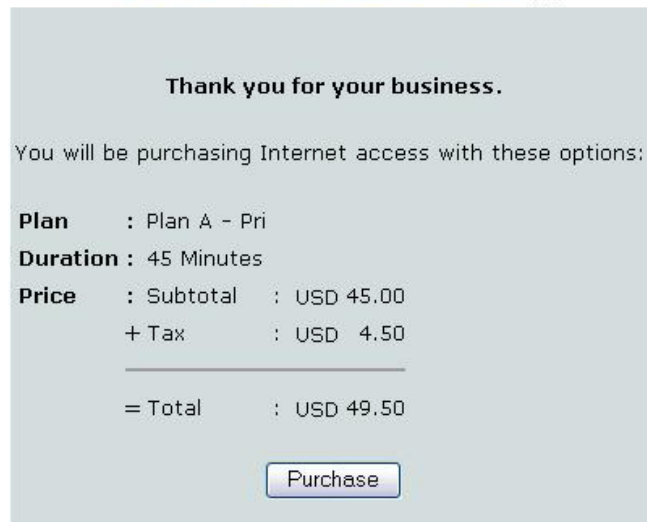 Thank you for your business.
You will be purchasing Internet access with these options:
Plan : Plan A - Pri
Duration : 45 Minutes
Price : Subtotal : USD 45.00
+ Tax : USD 4.50
= Total : USD 49.50
Purchase